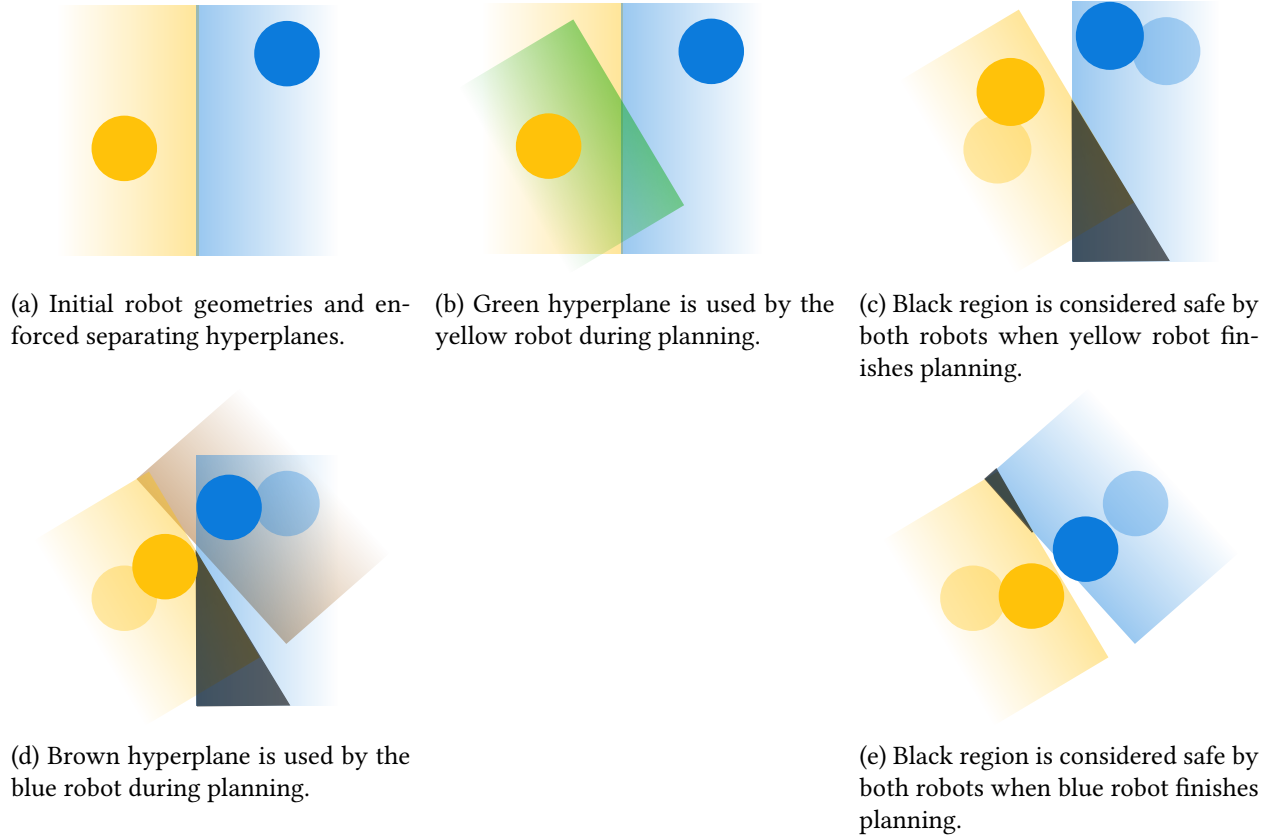 (a) Initial robot geometries and en-
forced separating hyperplanes.
(b) Green hyperplane is used by the
yellow robot during planning.
(c) Black region is considered safe by
both robots when yellow robot fin-
ishes planning.
(d) Brown hyperplane is used by the
blue robot during planning.
(e) Black region is considered safe by
both robots when blue robot finishes
planning.